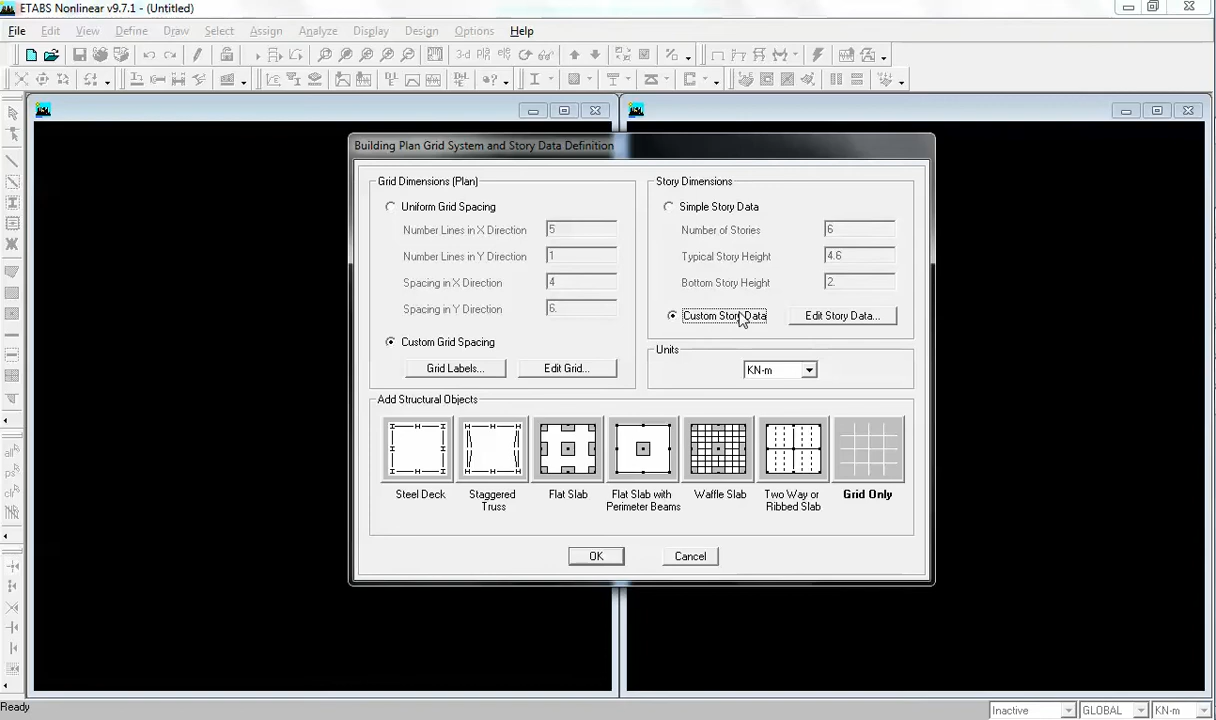 ETABS Nonlinear v9.7.1 - (Untitled)
File Edit View Define Draw Select Assign Analyze Display Design Options Help
3-d
all
ps
clr
Building Plan Grid System and Story Data Definition
Grid Dimensions (Plan)
Uniform Grid Spacing
Number Lines in X Direction 5
Number Lines in Y Direction 1
Spacing in X Direction 4
Spacing in Y Direction 6.
Custom Grid Spacing
Grid Labels... Edit Grid...
Story Dimensions
Simple Story Data
Number of Stories 6
Typical Story Height 4.6
Bottom Story Height 2.
Custom Story Data Edit Story Data...
Units
KN-m
Add Structural Objects
Steel Deck
Staggered
Truss
Flat Slab
Flat Slab with
Perimeter Beams
Waffle Slab
Two Way or
Ribbed Slab
Grid Only
OK Cancel
Ready
Inactive GLOBAL KN-m